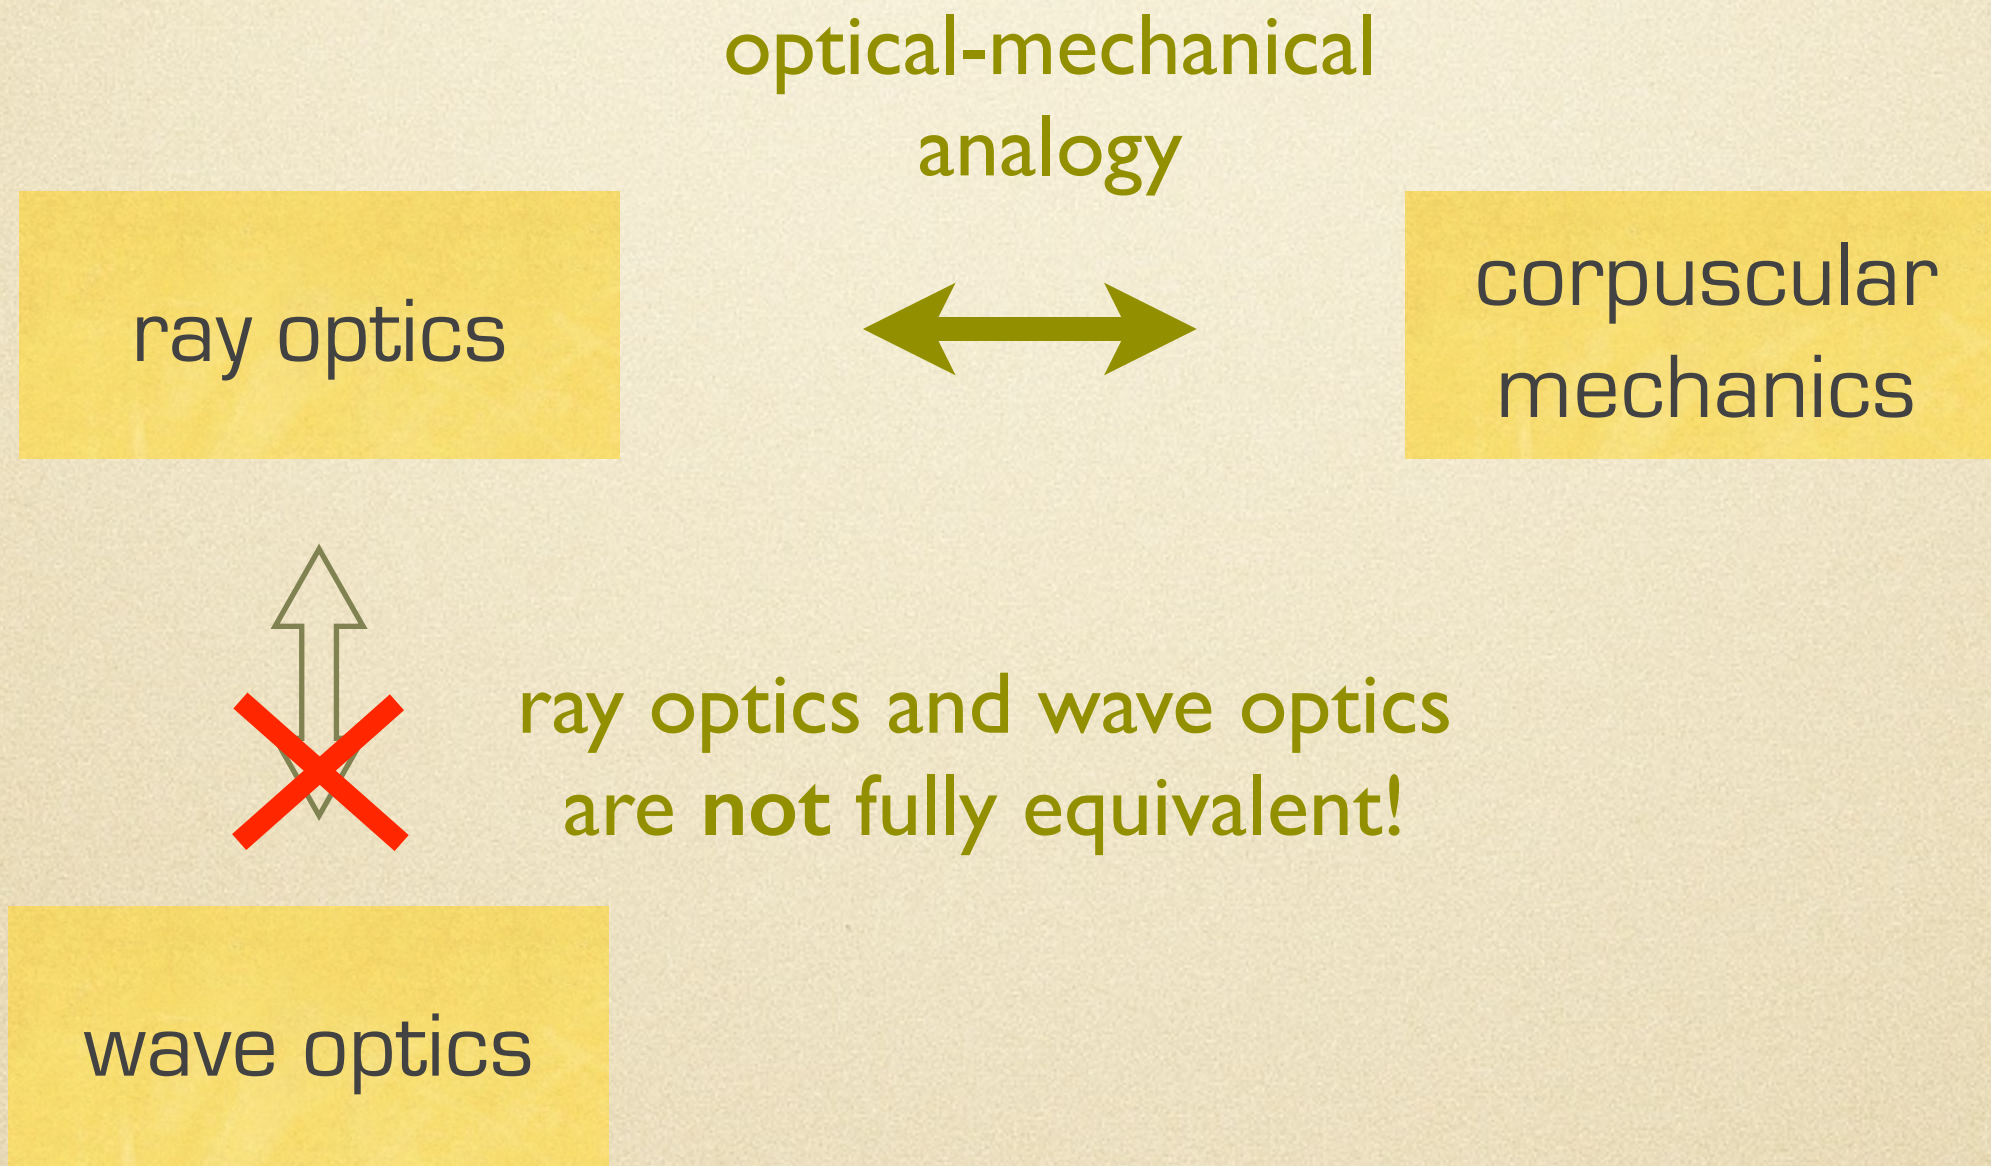 optical-mechanical
analogy
ray optics
corpuscular
mechanics
ray optics and wave optics
are not fully equivalent!
wave optics